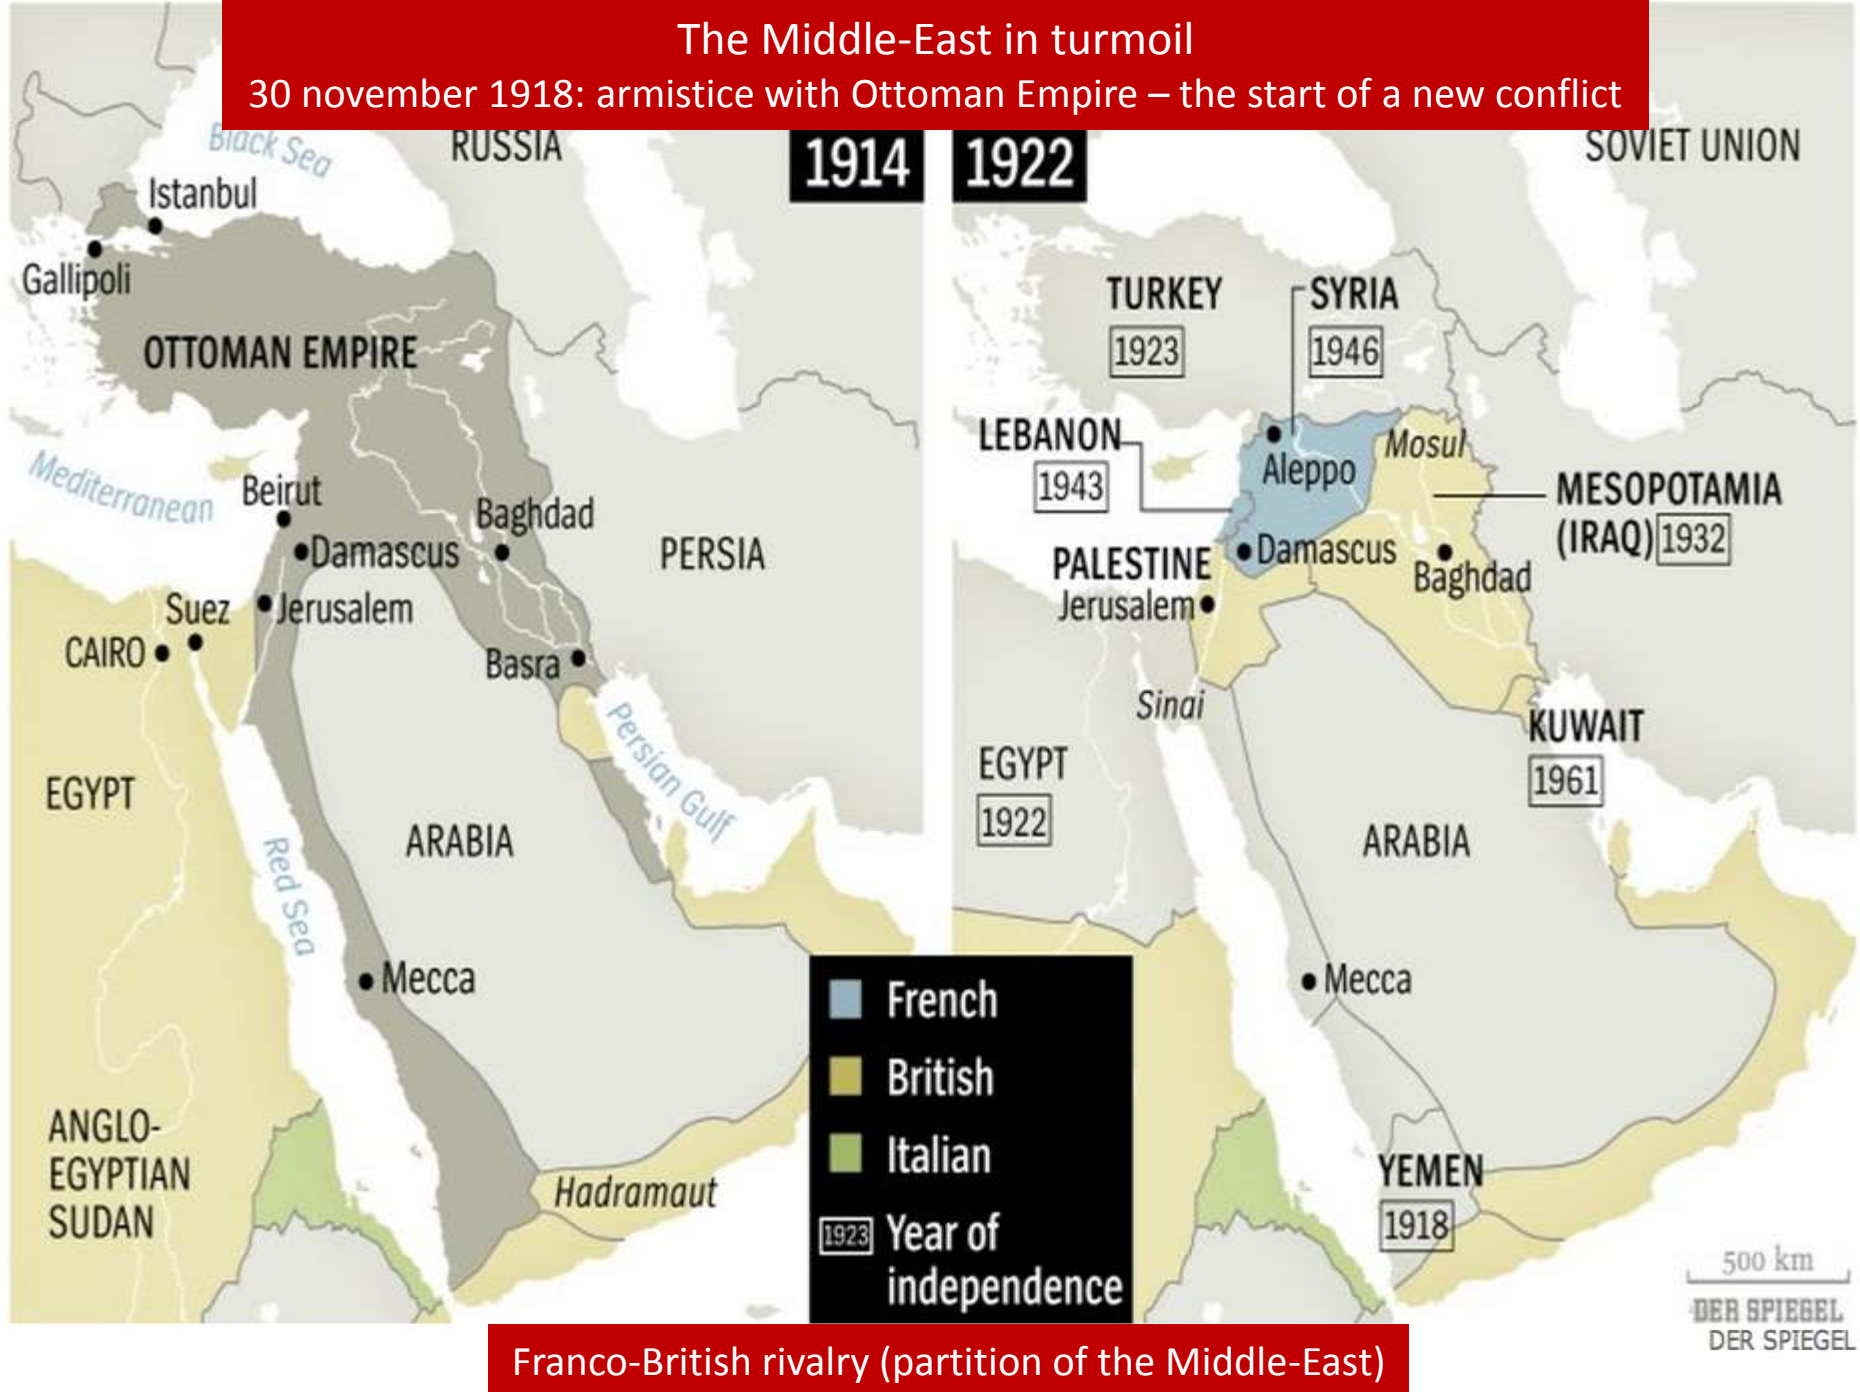 The Middle-East in turmoil
30 november 1918: armistice with Ottoman Empire – the start of a new conflict
1914
Black Sea
RUSSIA
Istanbul
Gallipoli
OTTOMAN EMPIRE
Mediterranean
Beirut
Baghdad
Damascus
PERSIA
Suez
Jerusalem
CAIRO
Basra
Persian Gulf
EGYPT
ARABIA
Red Sea
Mecca
ANGLO-
EGYPTIAN
SUDAN
Hadramaut
1922
SOVIET UNION
TURKEY
1923
SYRIA
1946
LEBANON
1943
Aleppo
Mosul
MESOPOTAMIA
(IRAQ) 1932
PALESTINE
Damascus
Jerusalem
Baghdad
Sinai
KUWAIT
1961
EGYPT
1922
ARABIA
Mecca
YEMEN
1918
French
British
Italian
1923 Year of
independence
500 km
DER SPIEGEL
DER SPIEGEL
Franco-British rivalry (partition of the Middle-East)